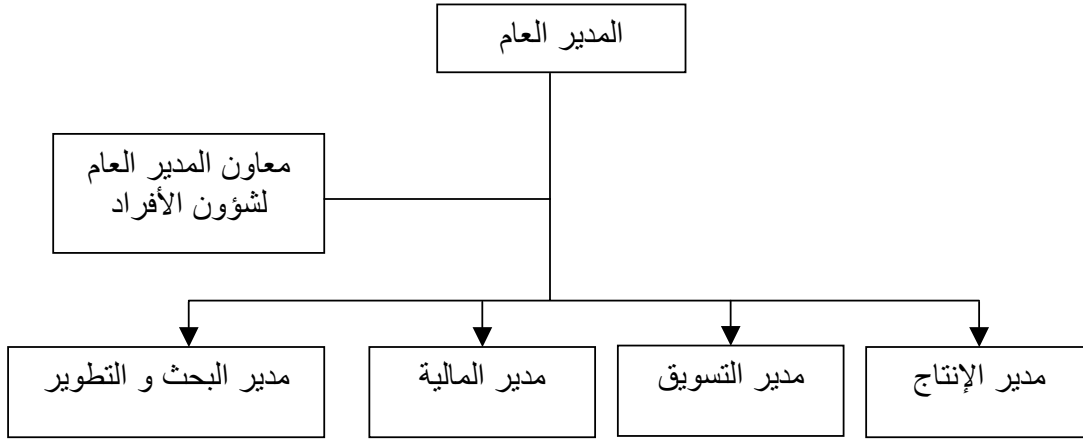 المدير العام
معاون المدير العام
لشؤون الأفراد
مدير الإنتاج
مدير التسويق
مدير المالية
مدير البحث و التطوير